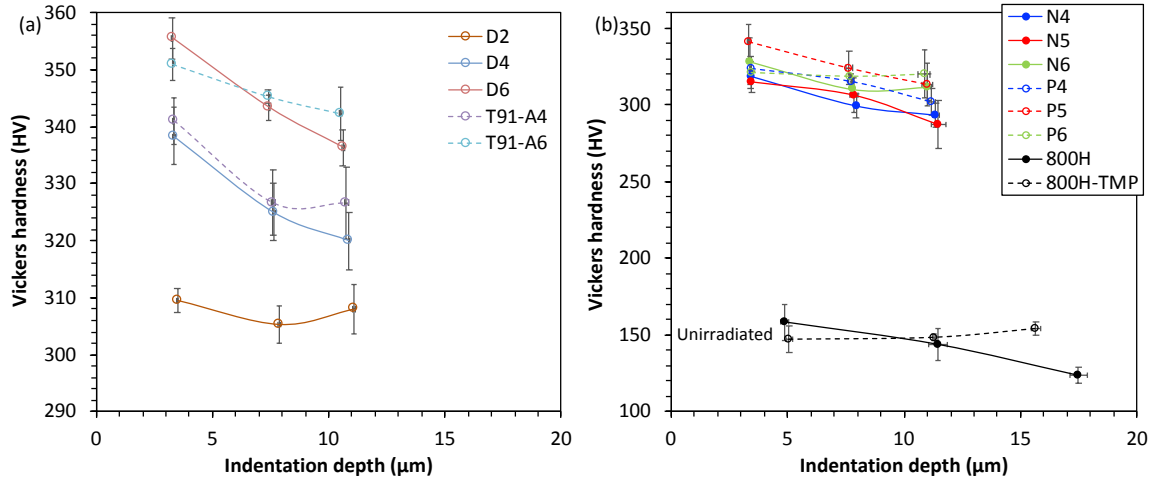 (a)
360
350
340
330
320
310
300
290
0
5
10
15
20
Vickers hardness (HV)
Indentation depth (µm)
D2
D4
D6
T91-A4
T91-A6
(b)
350
300
250
200
150
100
0
5
10
15
20
Vickers hardness (HV)
Indentation depth (µm)
Unirradiated
N4
N5
N6
P4
P5
P6
800H
800H-TMP